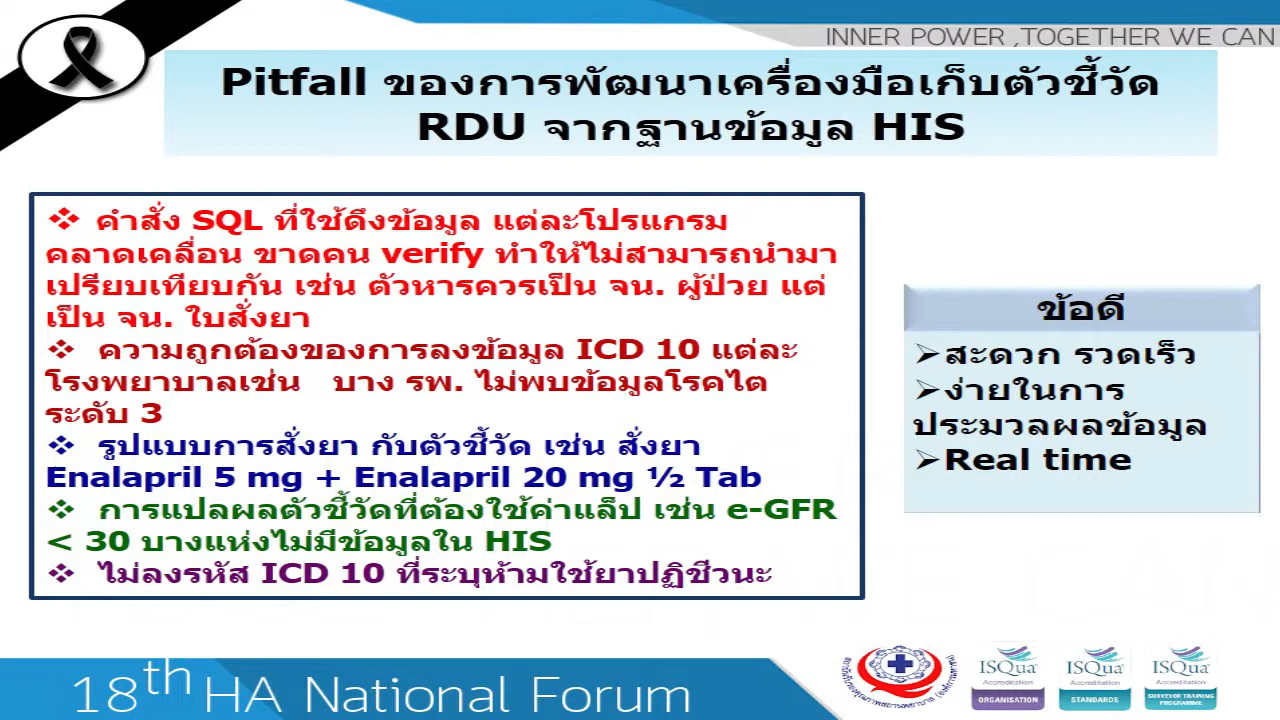 INNER POWER ,TOGETHER WE CAN
Pitfall ของการพัฒนาเครื่องมือเก็บตัวชี้วัด
RDU จากฐานข้อมูล HIS
❖ คำสั่ง SQL ที่ใช้ดึงข้อมูล แต่ละโปรแกรม
คลาดเคลื่อน ขาดคน verify ทำให้ไม่สามารถนำมา
เปรียบเทียบกัน เช่น ตัวหารควรเป็น จน. ผู้ป่วย แต่
เป็น จน. ใบสั่งยา
❖ ความถูกต้องของการลงข้อมูล ICD 10 แต่ละ
โรงพยาบาลเช่น บาง รพ. ไม่พบข้อมูลโรคไต
ระดับ 3
❖ รูปแบบการสั่งยา กับตัวชี้วัด เช่น สั่งยา
Enalapril 5 mg + Enalapril 20 mg ½ Tab
❖ การแปลผลตัวชี้วัดที่ต้องใช้ค่าแล็ป เช่น e-GFR
< 30 บางแห่งไม่มีข้อมูลใน HIS
❖ ไม่ลงรหัส ICD 10 ที่ระบุห้ามใช้ยาปฏิชีวนะ
ข้อดี
➢สะดวก รวดเร็ว
➢ง่ายในการ
ประมวลผลข้อมูล
➢Real time
18th HA National Forum
ISQua
Accreditation
ORGANISATION
ISQua
Accreditation
STANDARDS
ISQua
Accreditation
SURVEYOR TRAINING
PROGRAMME